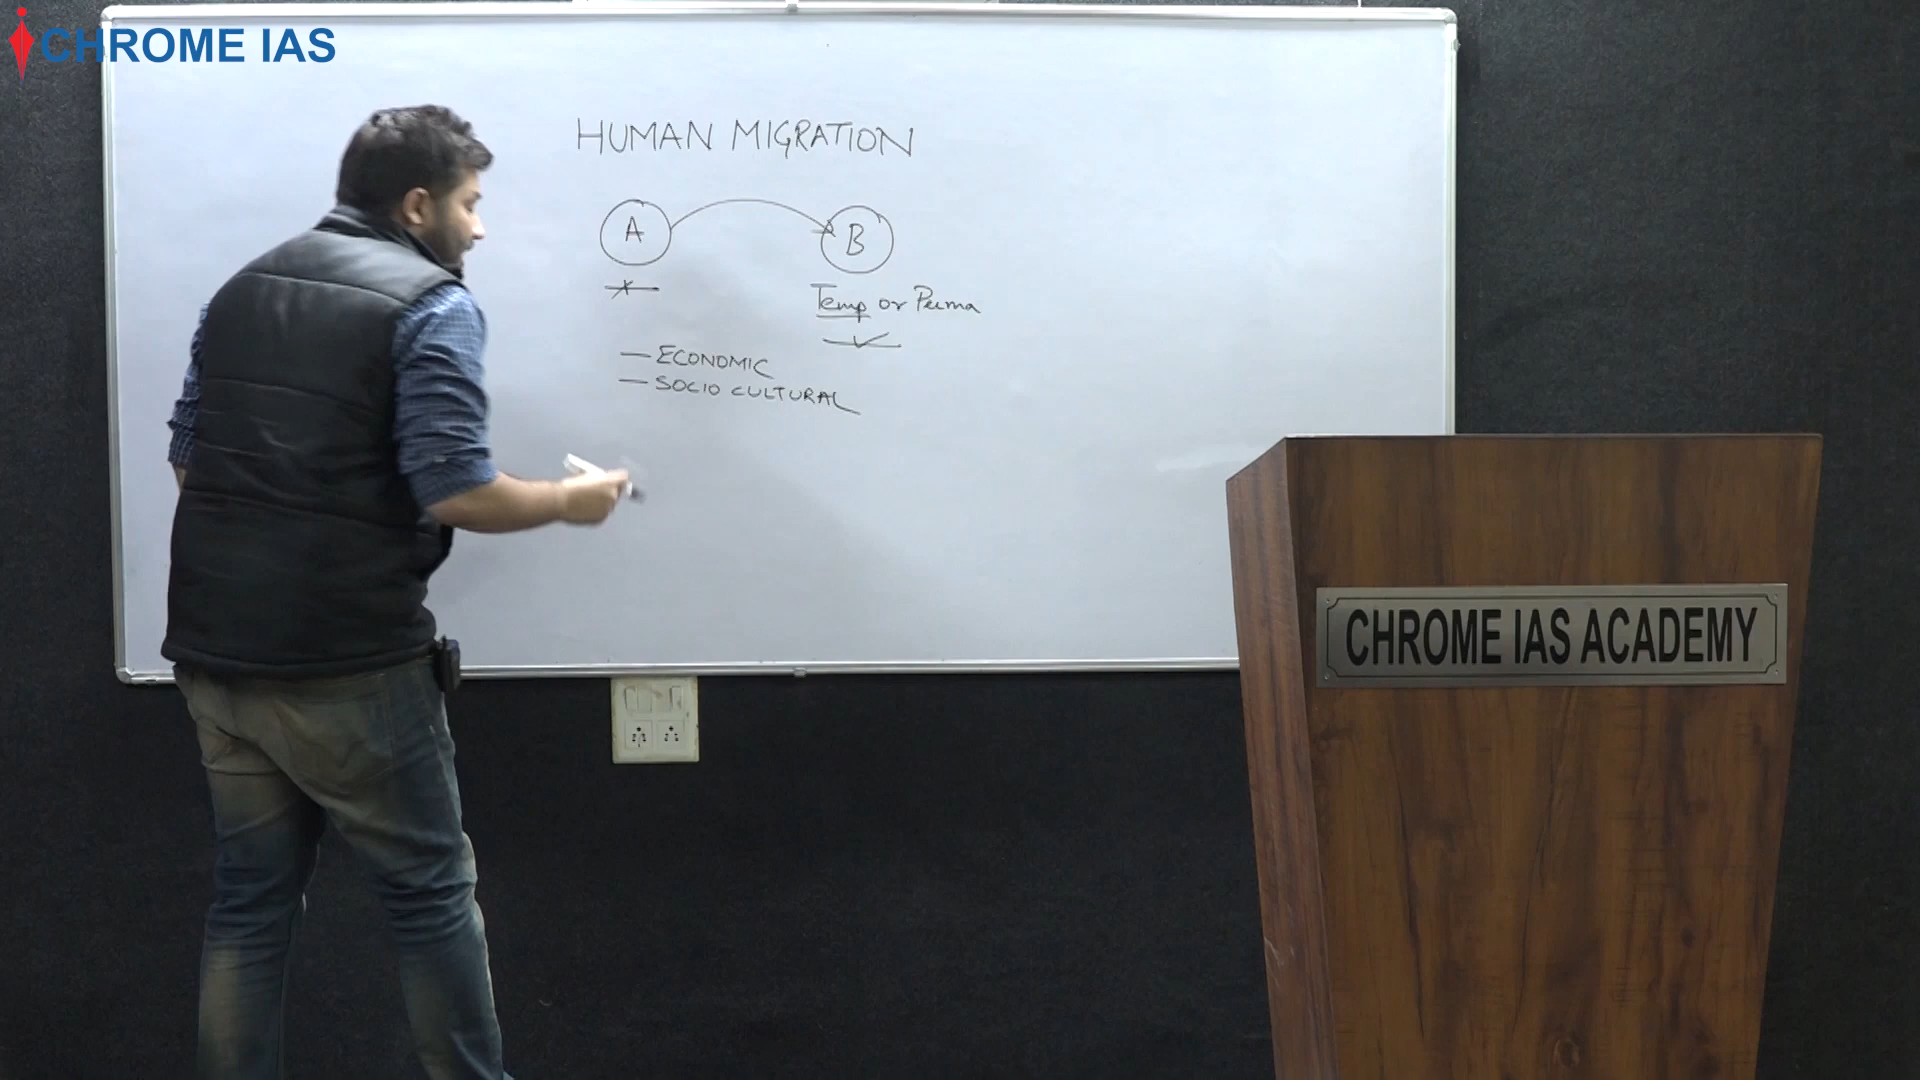 CHROME IAS
HUMAN MIGRATION
A
B
Temp or Perma
- ECONOMIC
- SOCIO CULTURAL
CHROME IAS ACADEMY